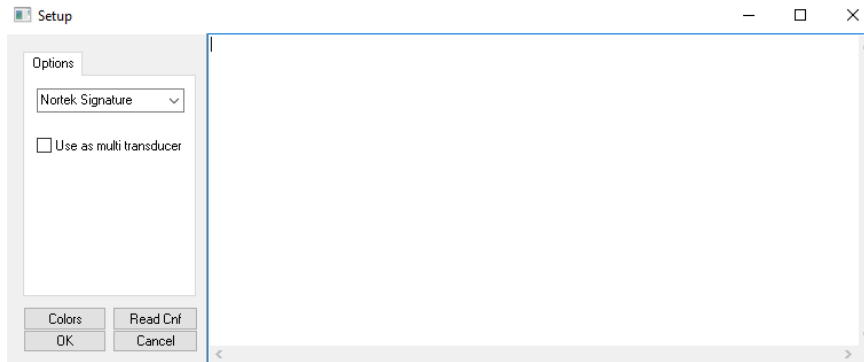 Setup
Options
Nortek Signature
Use as multi transducer
Colors
Read Cnf
OK
Cancel